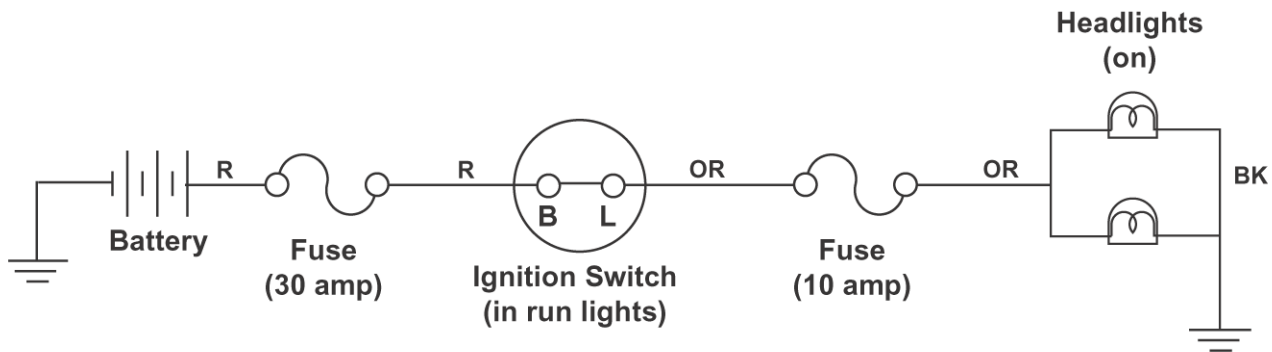 Headlights
(on)
R
R
OR
OR
BK
B
L
Battery
Fuse
(30 amp)
Ignition Switch
(in run lights)
Fuse
(10 amp)